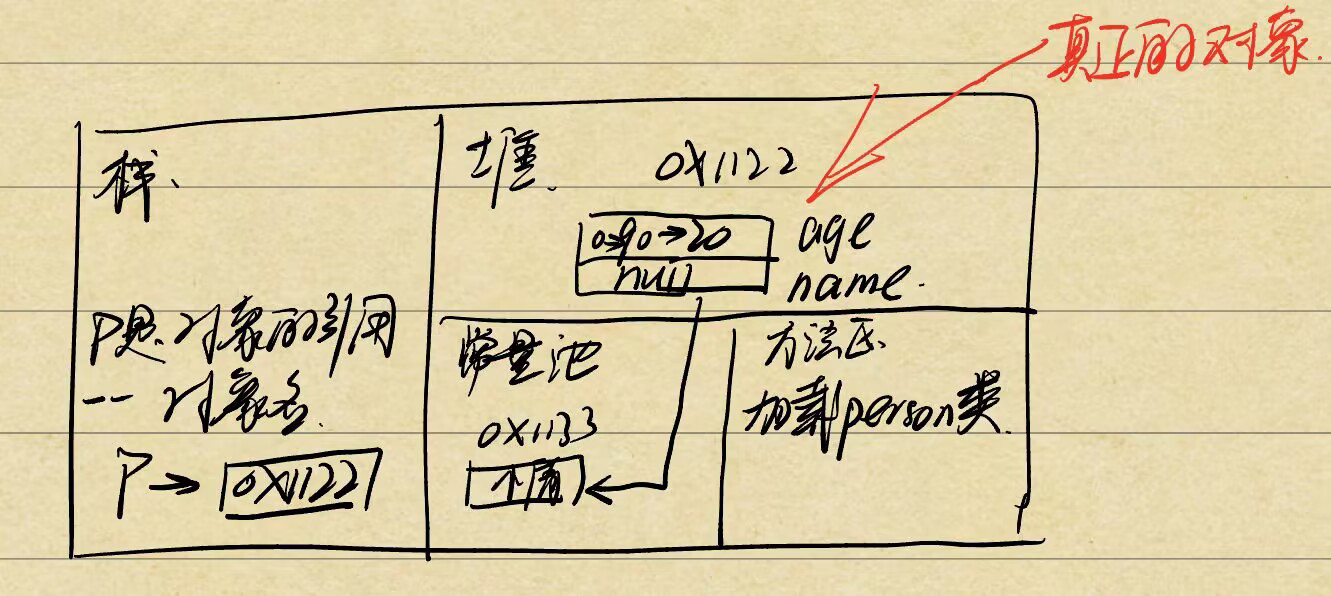 真正的对象.
栈、
堆.
0x1122
0→90→20 age
null name.
P是.对象的引用
-- 对象名.
P → 0x1122
常量池
0x1133
小倩
方法区
加载person类.